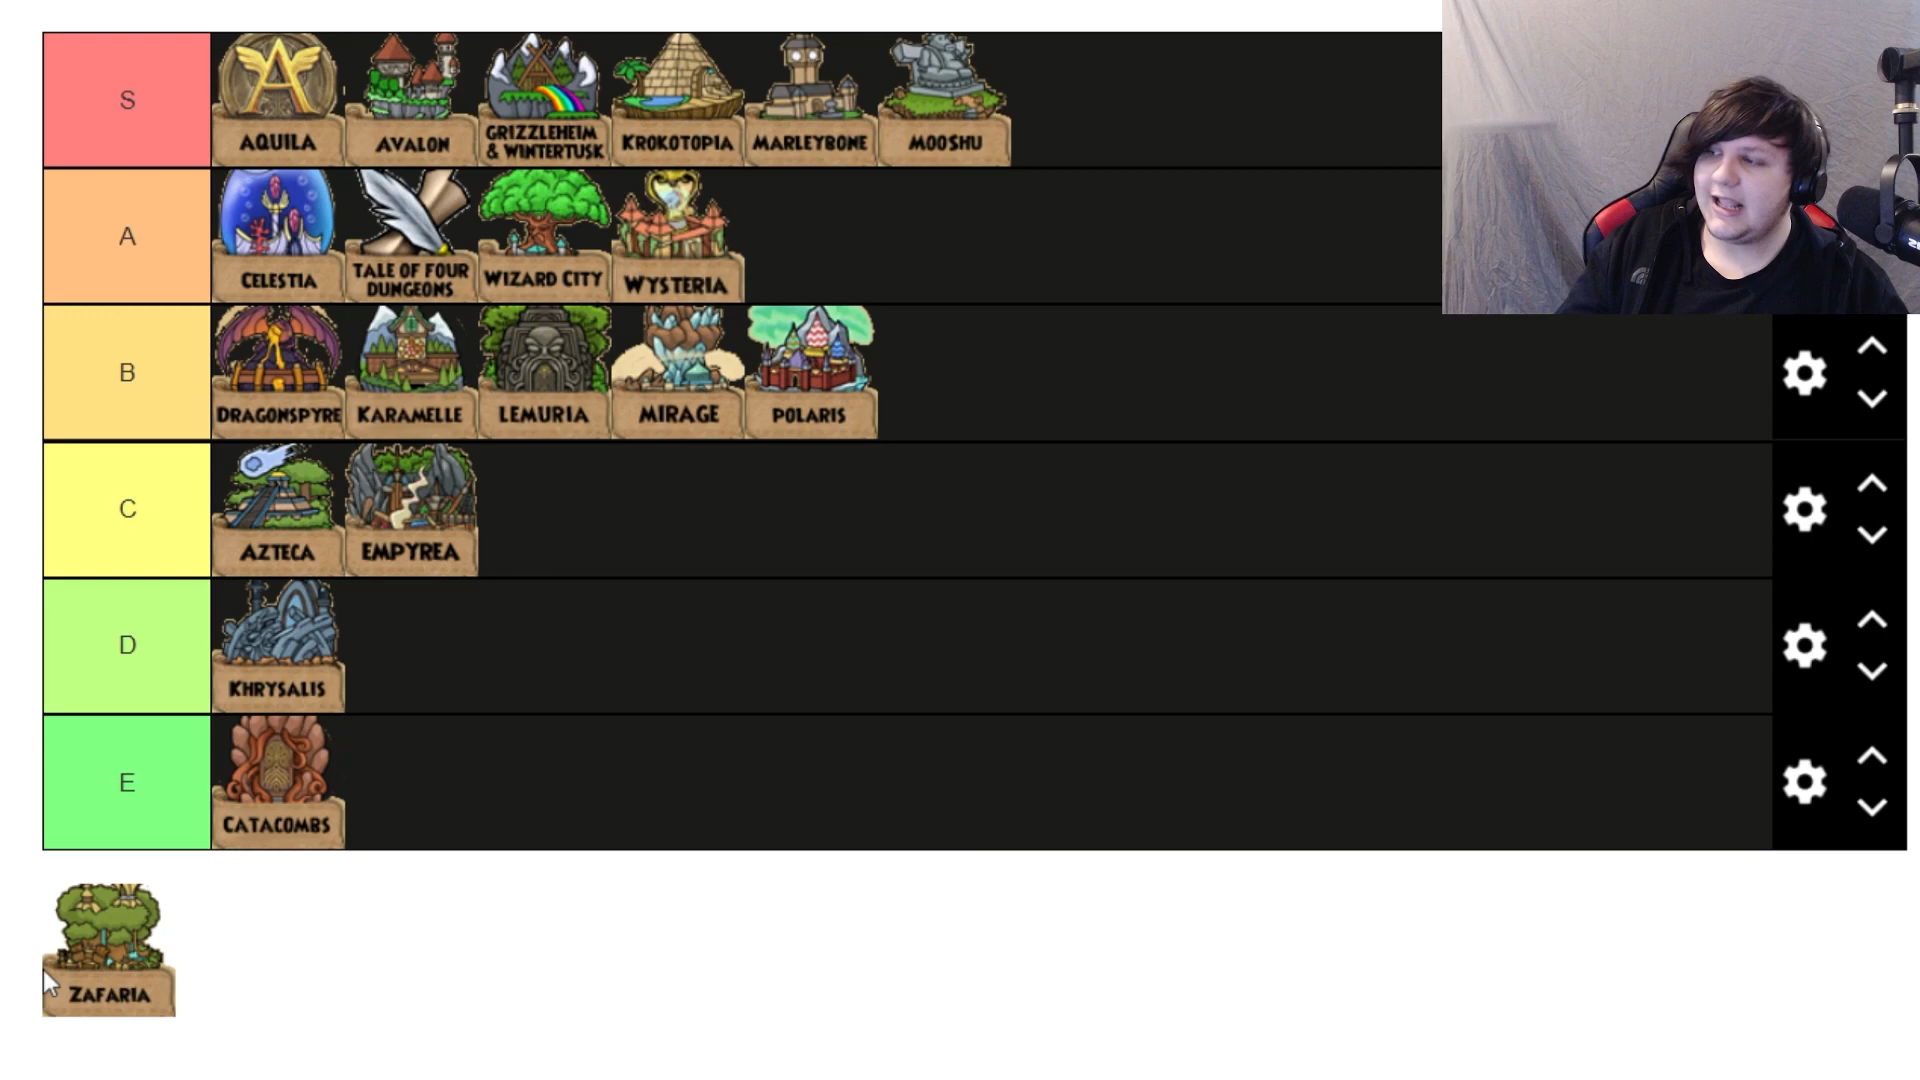 S
AQUILA
AVALON
GRIZZLEHEIM
& WINTERTUSK
KROKOTOPIA
MARLEYBONE
MOOSHU
A
CELESTIA
TALE OF FOUR
DUNGEONS
WIZARD CITY
WYSTERIA
B
DRAGONSPYRE
KARAMELLE
LEMURIA
MIRAGE
POLARIS
C
AZTECA
EMPYREA
D
KHRYSALIS
E
CATACOMBS
ZAFARIA